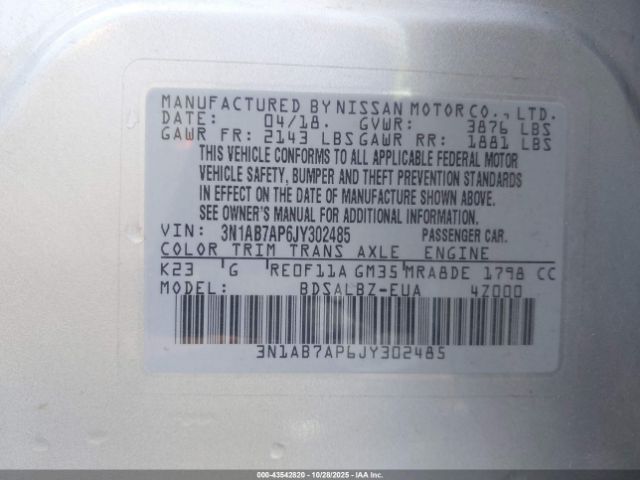 MANUFACTURED BY NISSAN MOTOR CO., LTD.
DATE: 04/18. GVWR: 3876 LBS
GAWR FR: 2143 LBS GAWR RR: 1881 LBS
THIS VEHICLE CONFORMS TO ALL APPLICABLE FEDERAL MOTOR
VEHICLE SAFETY, BUMPER AND THEFT PREVENTION STANDARDS
IN EFFECT ON THE DATE OF MANUFACTURE SHOWN ABOVE.
SEE OWNER'S MANUAL FOR ADDITIONAL INFORMATION.
VIN: 3N1AB7AP6JY302485 PASSENGER CAR.
COLOR TRIM TRANS AXLE ENGINE
K23 G RE0F11A GM35 MRA8DE 1798 CC
MODEL: BDSALBZ-EUA 4Z000
3N1AB7AP6JY302485
000-43542820 | 10/28/2025 - IAA Inc.